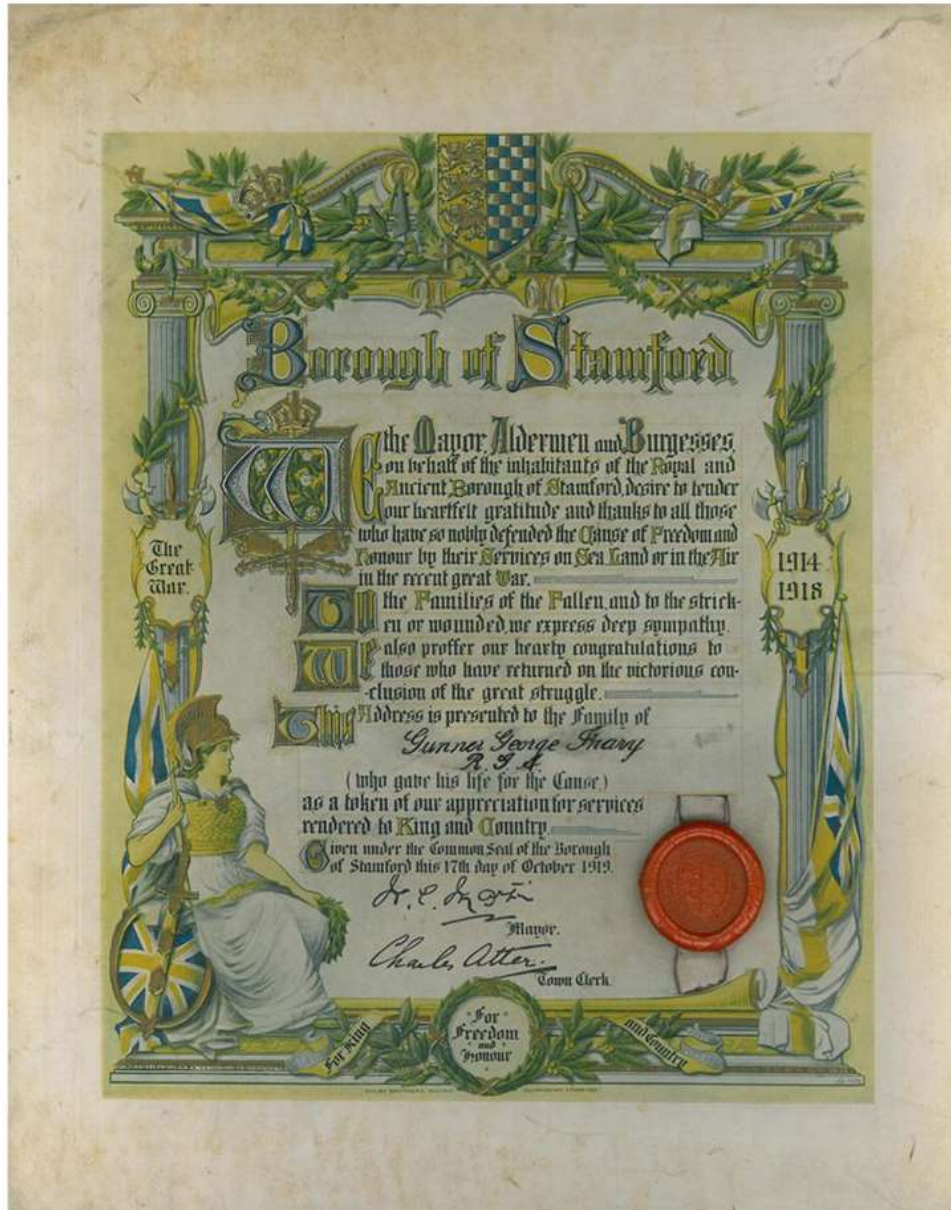 Borough of Stamford
WE the Mayor, Aldermen and Burgesses,
on behalf of the inhabitants of the Royal and
Ancient Borough of Stamford, desire to tender
our heartfelt gratitude and thanks to all those
who have so nobly defended the Cause of Freedom and
Honour by their Services on Sea Land or in the Air
in the recent great War.
To the Families of the Fallen, and to the strick-
en or wounded, we express deep sympathy.
We also proffer our hearty congratulations to
those who have returned on the victorious con-
-clusion of the great struggle.
This Address is presented to the Family of
Gunner George
R. G. A.
(who gave his life for the Cause)
as a token of our appreciation for services
rendered to King and Country.
Given under the Common Seal of the Borough
of Stamford this 17th day of October 1919.
Mayor.
Charles Atter.
Town Clerk.
The
Great
War.
1914
1918
For King
For
Freedom
and
Honour
and Country